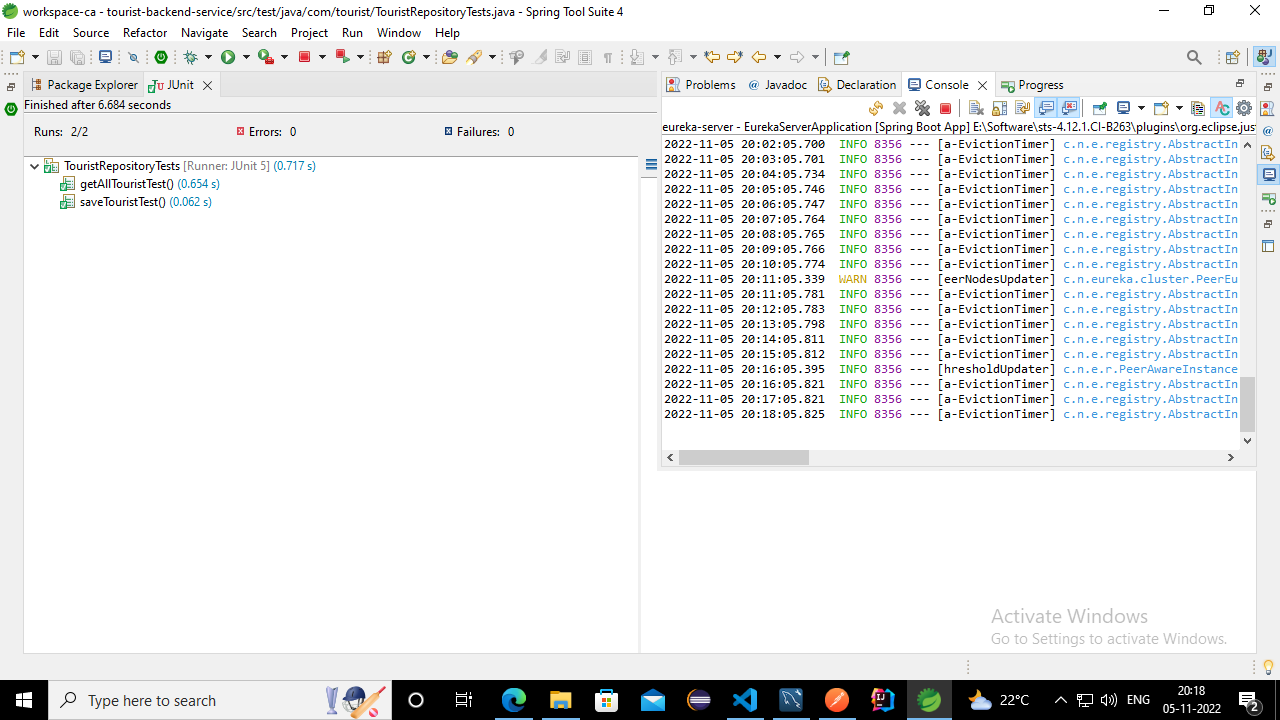 workspace-ca - tourist-backend-service/src/test/java/com/tourist/TouristRepositoryTests.java - Spring Tool Suite 4
File Edit Source Refactor Navigate Search Project Run Window Help
Package Explorer JUnit
Finished after 6.684 seconds
Runs: 2/2 Errors: 0 Failures: 0
TouristRepositoryTests [Runner: JUnit 5] (0.717 s)
getAllTouristTest() (0.654 s)
saveTouristTest() (0.062 s)
Problems @ Javadoc Declaration Console Progress
eureka-server - EurekaServerApplication [Spring Boot App] E:\Software\sts-4.12.1.CI-B263\plugins\org.eclipse.jus
2022-11-05 20:02:05.700 INFO 8356 --- [a-EvictionTimer] c.n.e.registry.AbstractIn
2022-11-05 20:03:05.701 INFO 8356 --- [a-EvictionTimer] c.n.e.registry.AbstractIn
2022-11-05 20:04:05.734 INFO 8356 --- [a-EvictionTimer] c.n.e.registry.AbstractIn
2022-11-05 20:05:05.746 INFO 8356 --- [a-EvictionTimer] c.n.e.registry.AbstractIn
2022-11-05 20:06:05.747 INFO 8356 --- [a-EvictionTimer] c.n.e.registry.AbstractIn
2022-11-05 20:07:05.764 INFO 8356 --- [a-EvictionTimer] c.n.e.registry.AbstractIn
2022-11-05 20:08:05.765 INFO 8356 --- [a-EvictionTimer] c.n.e.registry.AbstractIn
2022-11-05 20:09:05.766 INFO 8356 --- [a-EvictionTimer] c.n.e.registry.AbstractIn
2022-11-05 20:10:05.774 INFO 8356 --- [a-EvictionTimer] c.n.e.registry.AbstractIn
2022-11-05 20:11:05.339 WARN 8356 --- [eerNodesUpdater] c.n.eureka.cluster.PeerEu
2022-11-05 20:11:05.781 INFO 8356 --- [a-EvictionTimer] c.n.e.registry.AbstractIn
2022-11-05 20:12:05.783 INFO 8356 --- [a-EvictionTimer] c.n.e.registry.AbstractIn
2022-11-05 20:13:05.798 INFO 8356 --- [a-EvictionTimer] c.n.e.registry.AbstractIn
2022-11-05 20:14:05.811 INFO 8356 --- [a-EvictionTimer] c.n.e.registry.AbstractIn
2022-11-05 20:15:05.812 INFO 8356 --- [a-EvictionTimer] c.n.e.registry.AbstractIn
2022-11-05 20:16:05.395 INFO 8356 --- [hresholdUpdater] c.n.e.r.PeerAwareInstance
2022-11-05 20:16:05.821 INFO 8356 --- [a-EvictionTimer] c.n.e.registry.AbstractIn
2022-11-05 20:17:05.821 INFO 8356 --- [a-EvictionTimer] c.n.e.registry.AbstractIn
2022-11-05 20:18:05.825 INFO 8356 --- [a-EvictionTimer] c.n.e.registry.AbstractIn
Activate Windows
Go to Settings to activate Windows.
Type here to search
22°C ENG 20:18
05-11-2022 2